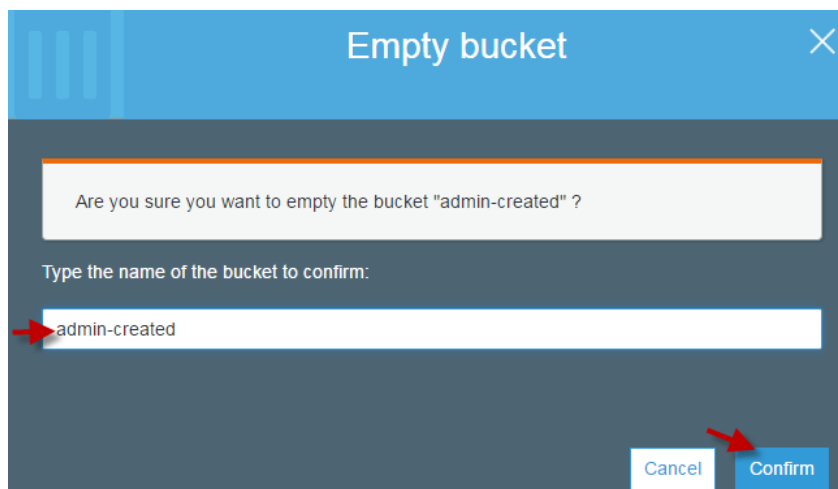 Empty bucket
Are you sure you want to empty the bucket "admin-created" ?
Type the name of the bucket to confirm:
admin-created
Cancel
Confirm